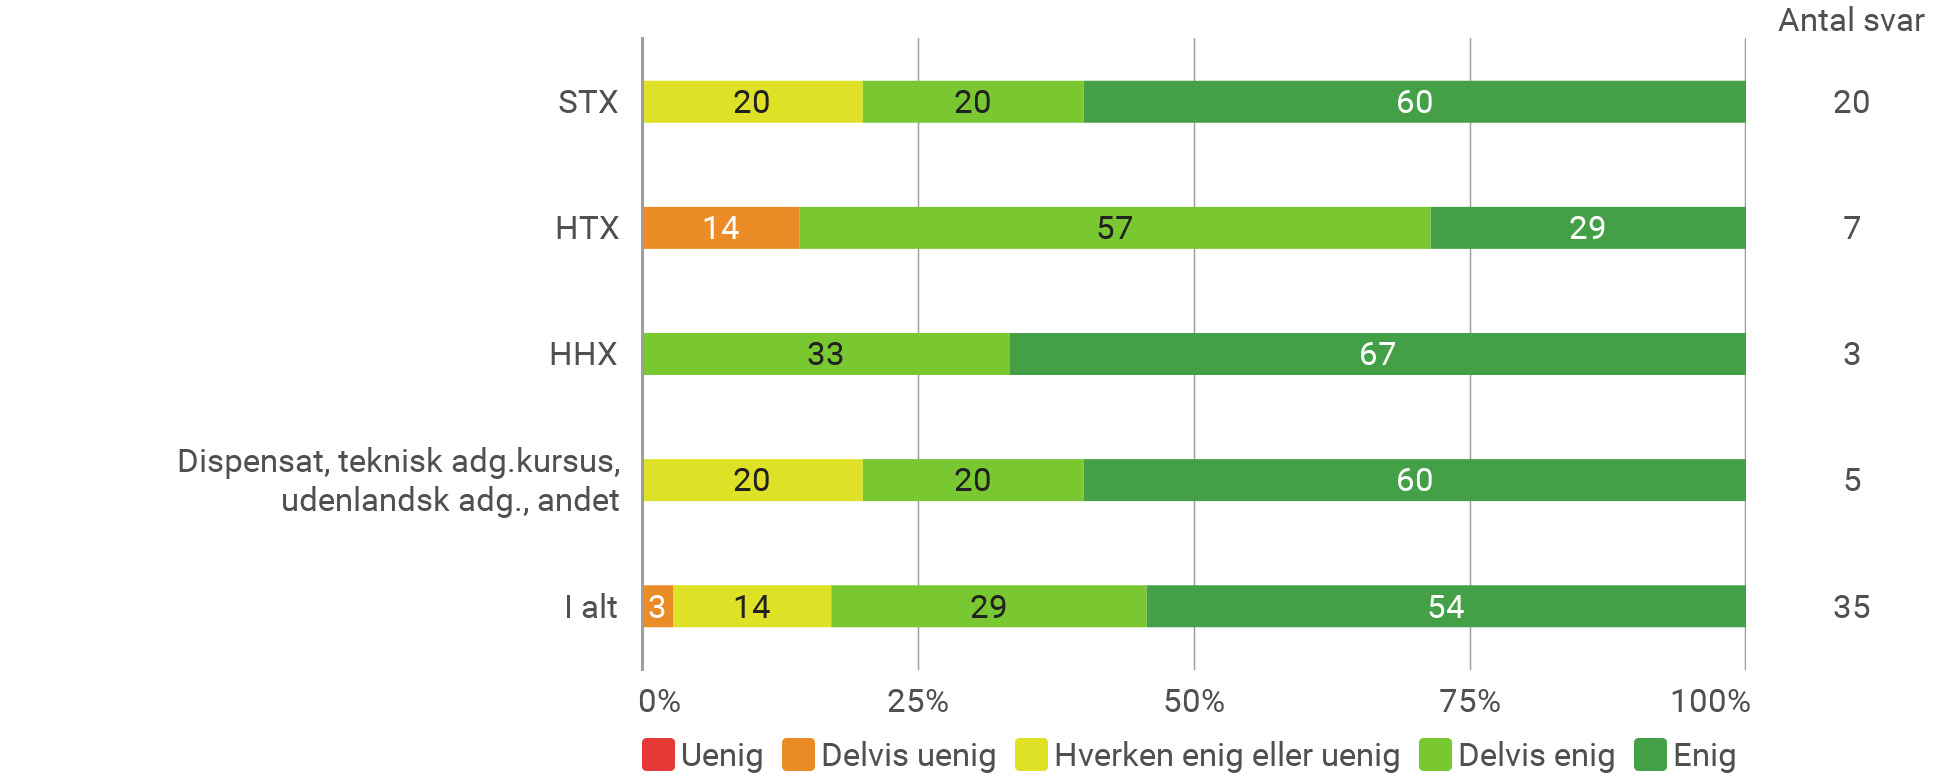 Antal svar
STX 20 20 60 20
HTX 14 57 29 7
HHX 33 67 3
Dispensat, teknisk adg.kursus,
udenlandsk adg., andet 20 20 60 5
I alt 3 14 29 54 35
0% 25% 50% 75% 100%
Uenig Delvis uenig Hverken enig eller uenig Delvis enig Enig